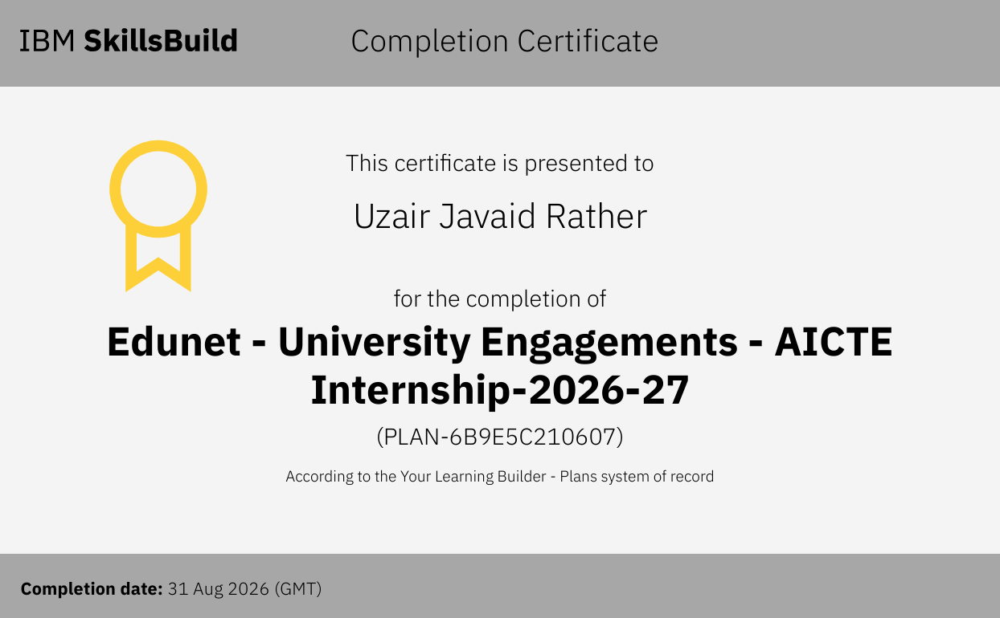 IBM SkillsBuild
Completion Certificate
This certificate is presented to
Uzair Javaid Rather
for the completion of
Edunet - University Engagements - AICTE
Internship-2026-27
(PLAN-6B9E5C210607)
According to the Your Learning Builder - Plans system of record
Completion date: 31 Aug 2026 (GMT)